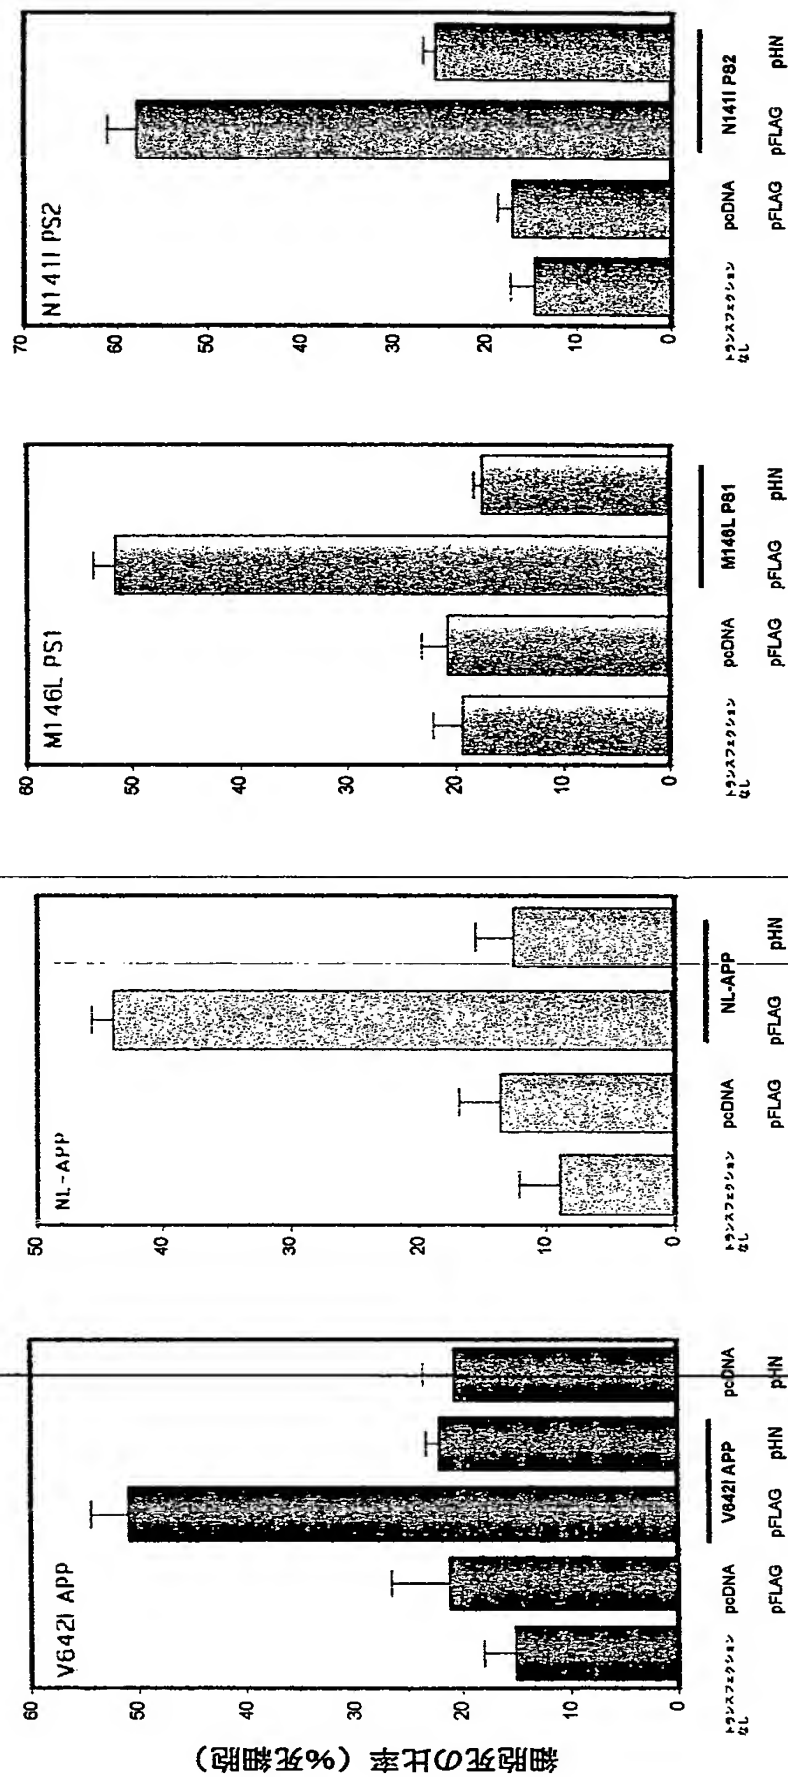 細胞死の比率(%死細胞)
V642I APP
60
50
40
30
20
10
0
トランスフェクション
なし
pcDNA
pFLAG
V642I APP
pFLAG
pHN
pcDNA
pHN
NL-APP
50
40
30
20
10
0
トランスフェクション
なし
pcDNA
pFLAG
NL-APP
pFLAG
pHN
M146L PS1
60
50
40
30
20
10
0
トランスフェクション
なし
pcDNA
pFLAG
M146L PS1
pFLAG
pHN
N141I PS2
70
60
50
40
30
20
10
0
トランスフェクション
なし
pcDNA
pFLAG
N141I PS2
pFLAG
pHN